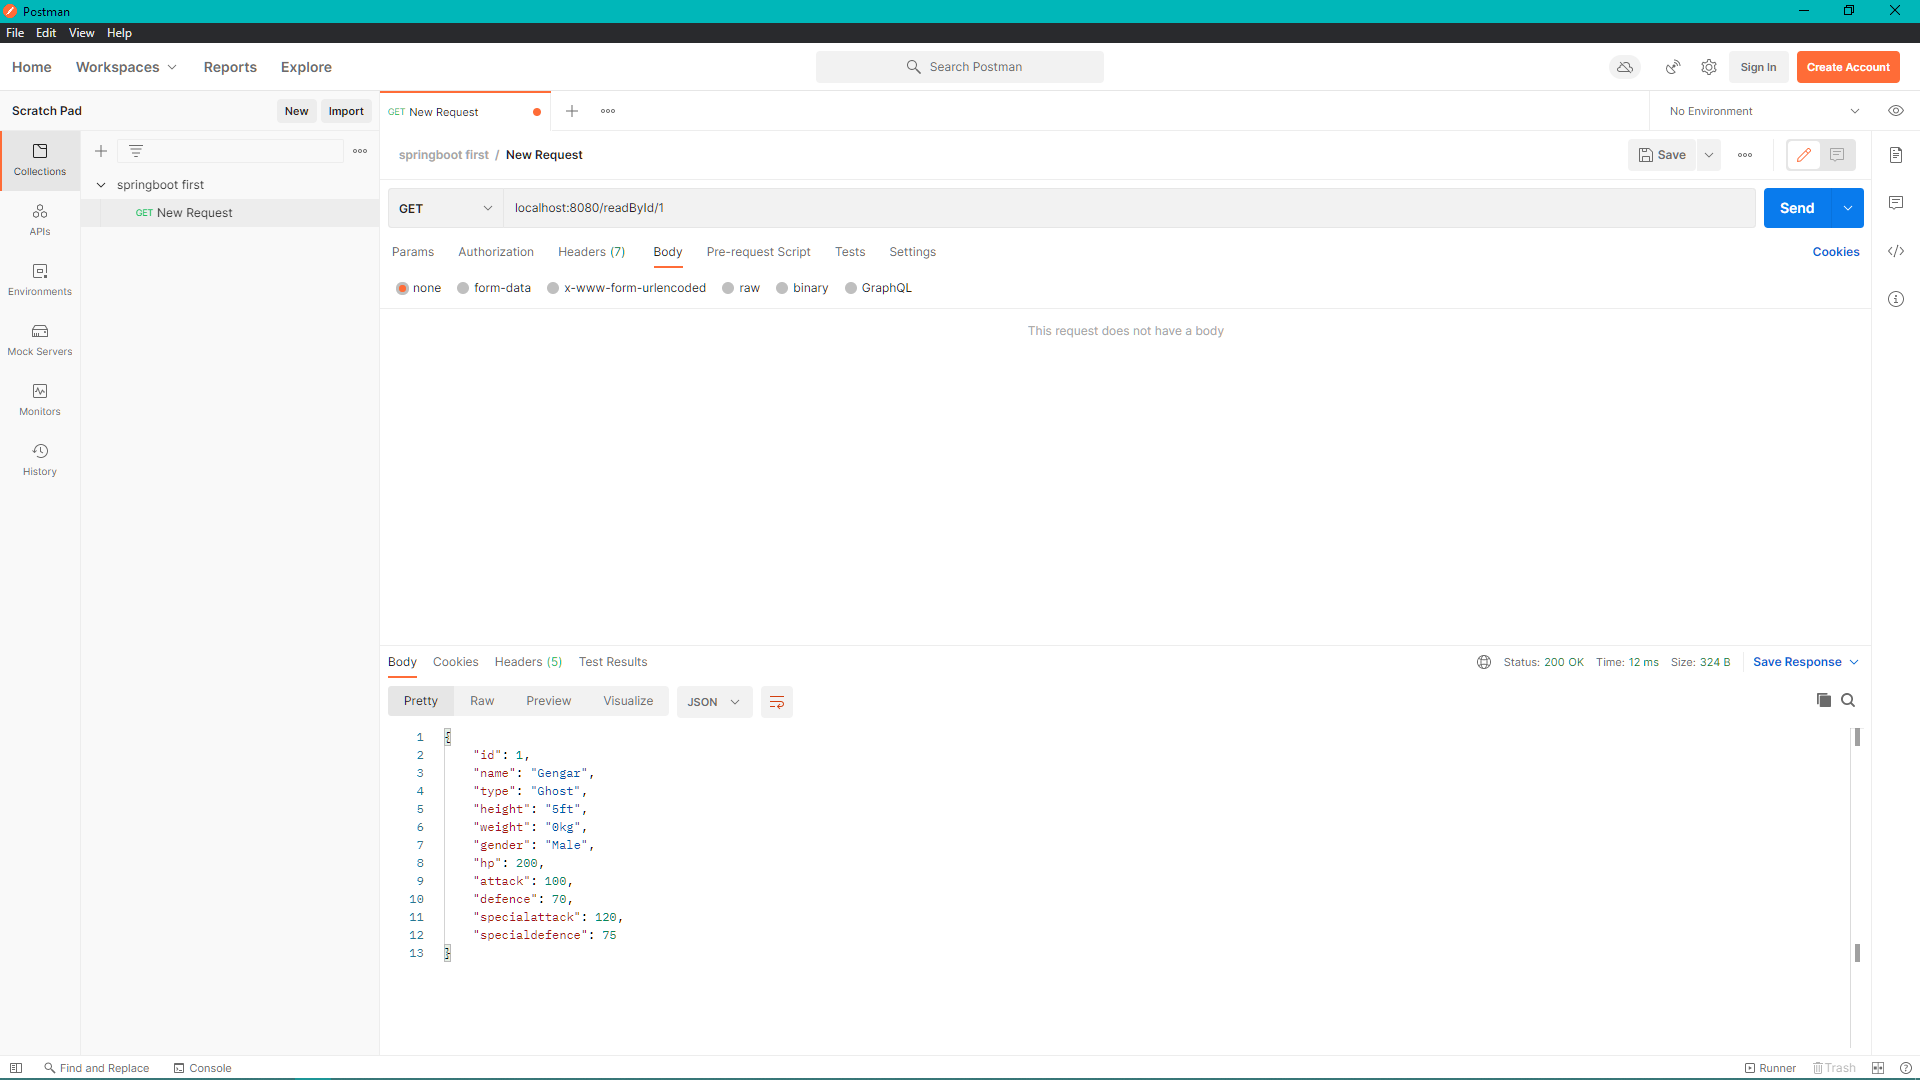 Postman
File Edit View Help
Home Workspaces Reports Explore
Search Postman
Sign In Create Account
Scratch Pad New Import
GET New Request
No Environment
Collections
APIs
Environments
Mock Servers
Monitors
History
springboot first
GET New Request
springboot first / New Request
Save
GET localhost:8080/readById/1
Send
Params Authorization Headers (7) Body Pre-request Script Tests Settings
Cookies
none form-data x-www-form-urlencoded raw binary GraphQL
This request does not have a body
Body Cookies Headers (5) Test Results
Status: 200 OK Time: 12 ms Size: 324 B Save Response
Pretty Raw Preview Visualize JSON
1 {
2 "id": 1,
3 "name": "Gengar",
4 "type": "Ghost",
5 "height": "5ft",
6 "weight": "0kg",
7 "gender": "Male",
8 "hp": 200,
9 "attack": 100,
10 "defence": 70,
11 "specialattack": 120,
12 "specialdefence": 75
13 }
Find and Replace Console
Runner Trash